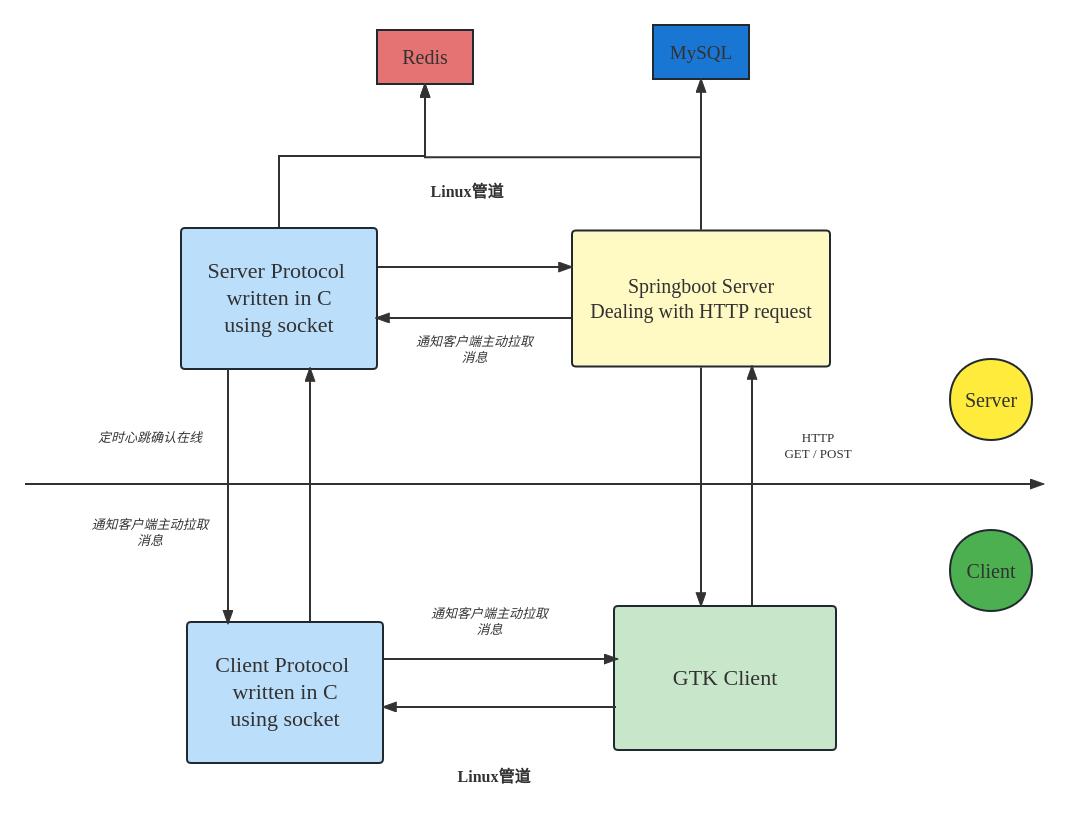 Redis
MySQL
Linux管道
Server Protocol
written in C
using socket
Springboot Server
Dealing with HTTP request
通知客户端主动拉取
消息
Server
定时心跳确认在线
HTTP
GET / POST
通知客户端主动拉取
消息
Client
通知客户端主动拉取
消息
Client Protocol
written in C
using socket
GTK Client
Linux管道